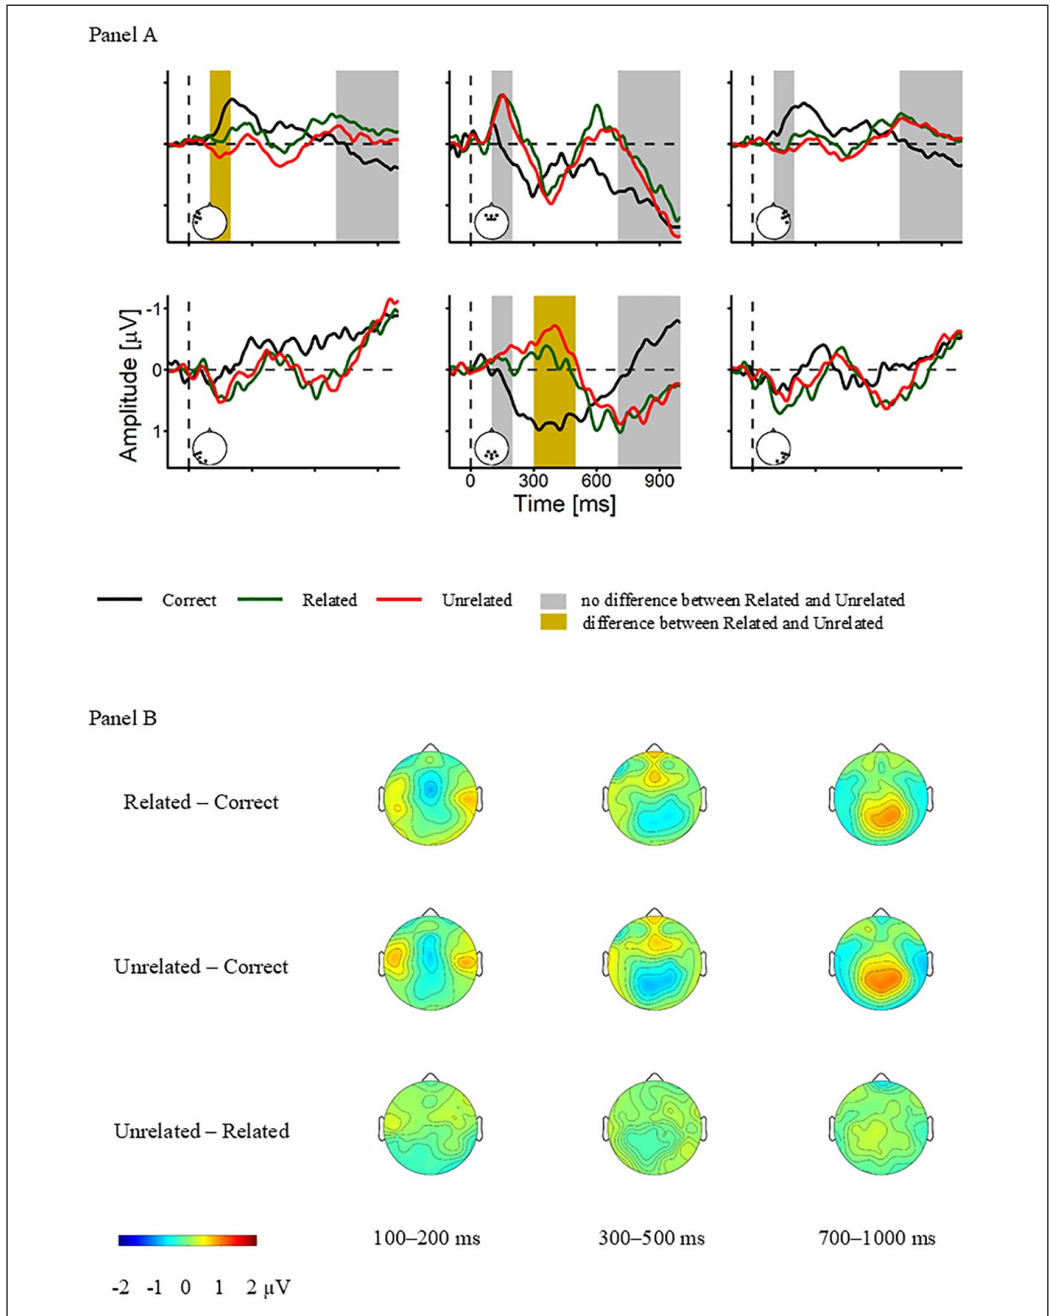 Panel A
-1
0
1
Amplitude [μV]
0 300 600 900
Time [ms]
Correct Related Unrelated no difference between Related and Unrelated
difference between Related and Unrelated
Panel B
Related – Correct
Unrelated – Correct
Unrelated – Related
100–200 ms 300–500 ms 700–1000 ms
-2 -1 0 1 2 μV